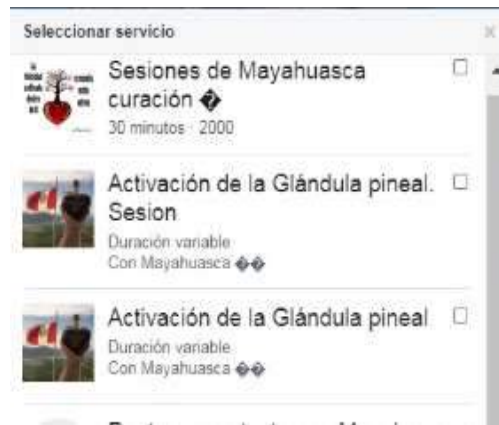 Seleccionar servicio
Sesiones de Mayahuasca
curación �
30 minutos · 2000
Activación de la Glándula pineal.
Sesion
Duración variable
Con Mayahuasca ��
Activación de la Glándula pineal
Duración variable
Con Mayahuasca ��